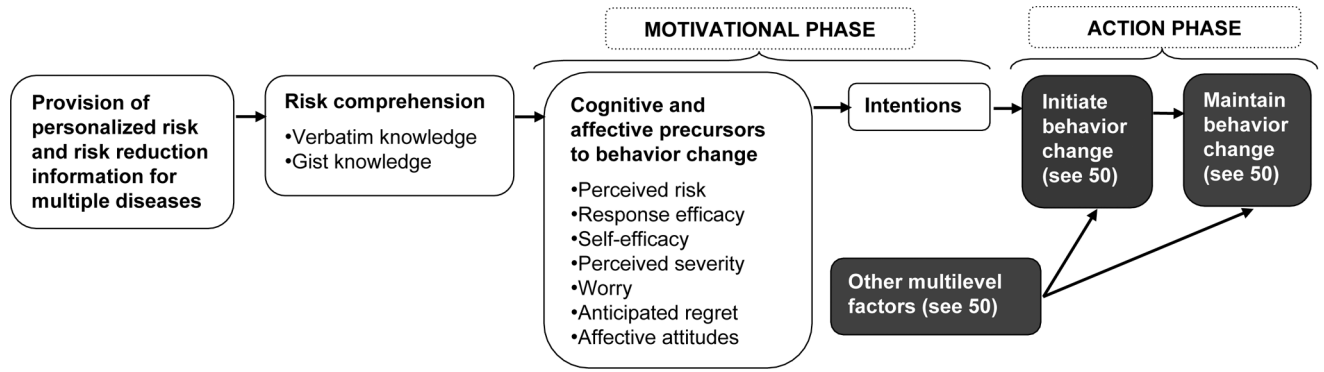 MOTIVATIONAL PHASE
ACTION PHASE
Provision of
personalized risk
and risk reduction
information for
multiple diseases
Risk comprehension
•Verbatim knowledge
•Gist knowledge
Cognitive and
affective precursors
to behavior change
•Perceived risk
•Response efficacy
•Self-efficacy
•Perceived severity
•Worry
•Anticipated regret
•Affective attitudes
Intentions
Initiate
behavior
change
(see 50)
Maintain
behavior
change
(see 50)
Other multilevel
factors (see 50)